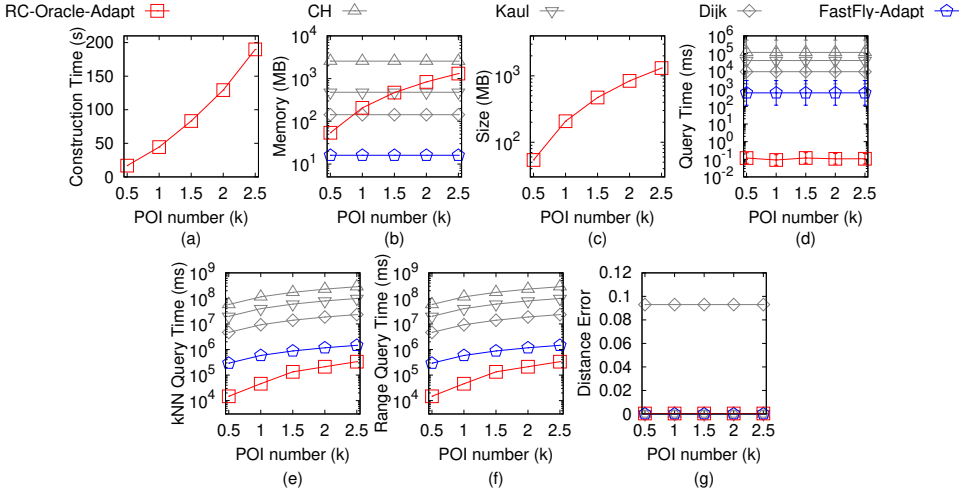 RC-Oracle-Adapt CH Kaul Dijk FastFly-Adapt
Construction Time (s)
200
150
100
50
0
0.5 1 1.5 2 2.5
POI number (k)
(a)
Memory (MB)
10^4
10^3
10^2
10^1
0.5 1 1.5 2 2.5
POI number (k)
(b)
Size (MB)
10^3
10^2
0.5 1 1.5 2 2.5
POI number (k)
(c)
Query Time (ms)
10^6
10^5
10^4
10^3
10^2
10^1
10^0
10^-1
10^-2
0.5 1 1.5 2 2.5
POI number (k)
(d)
kNN Query Time (ms)
10^9
10^8
10^7
10^6
10^5
10^4
0.5 1 1.5 2 2.5
POI number (k)
(e)
Range Query Time (ms)
10^9
10^8
10^7
10^6
10^5
10^4
0.5 1 1.5 2 2.5
POI number (k)
(f)
Distance Error
0.12
0.1
0.08
0.06
0.04
0.02
0
0.5 1 1.5 2 2.5
POI number (k)
(g)